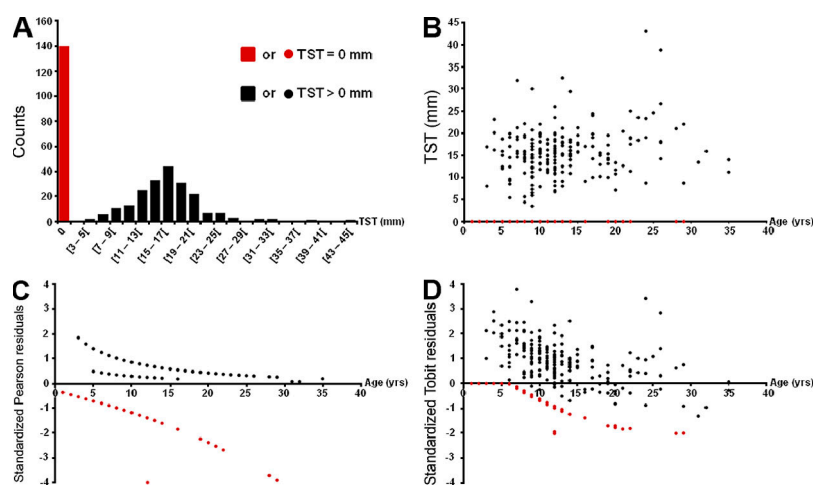 A
160
140
120
100
80
60
40
20
0
Counts
or TST = 0 mm
or TST > 0 mm
TST (mm)
0
[3 – 5[
[7 – 9[
[11 – 13[
[15 – 17[
[19 – 21[
[23 – 25[
[27 – 29[
[31 – 33[
[35 – 37[
[39 – 41[
[43 – 45[
B
45
40
35
30
25
20
15
10
5
0
TST (mm)
Age (yrs)
0 5 10 15 20 25 30 35 40
C
4
3
2
1
0
-1
-2
-3
-4
Standardized Pearson residuals
Age (yrs)
0 5 10 15 20 25 30 35 40
D
4
3
2
1
0
-1
-2
-3
-4
Standardized Tobit residuals
Age (yrs)
0 5 10 15 20 25 30 35 40